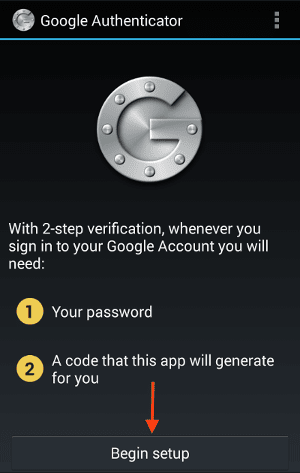 Google Authenticator
With 2-step verification, whenever you
sign in to your Google Account you will
need:
1 Your password
2 A code that this app will generate
for you
Begin setup